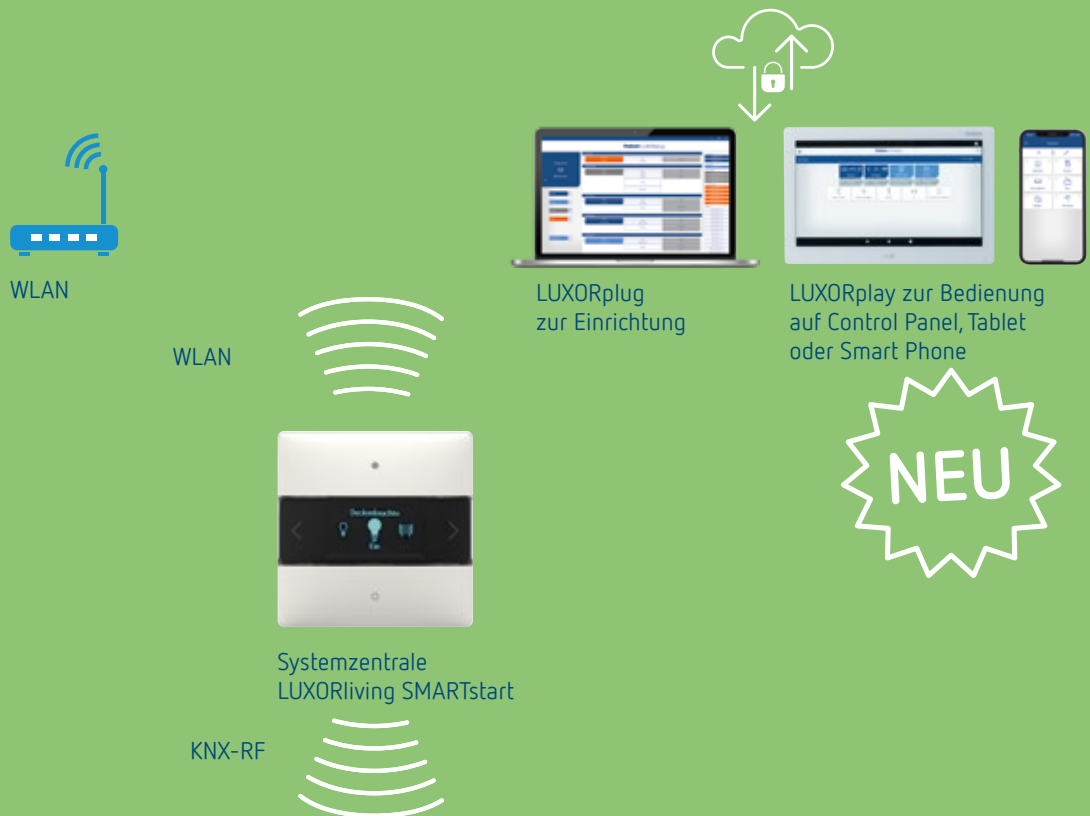 WLAN
LUXORplug
zur Einrichtung
LUXORplay zur Bedienung
auf Control Panel, Tablet
oder Smart Phone
WLAN
NEU
Deckenleuchte
Ein
Systemzentrale
LUXORliving SMARTstart
KNX-RF